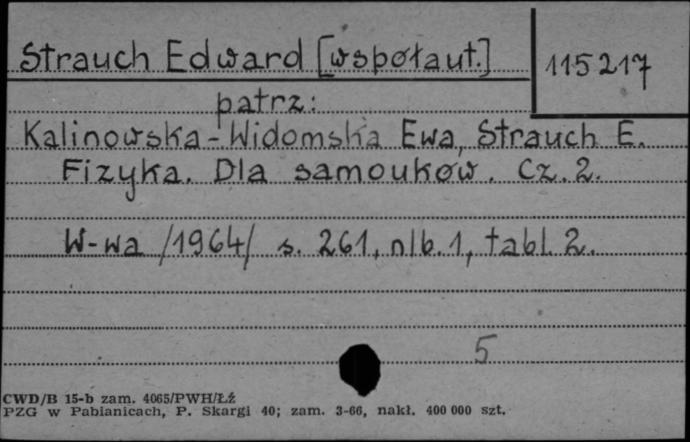 Strauch Edward [współaut.]
115217
patrz:
Kalinowska-Widomska Ewa, Strauch E.
Fizyka. Dla samouków. Cz. 2.
W-wa /1964/ s. 261, nlb. 1, tabl. 2.
5
CWD/B 15-b zam. 4065/PWH/Łź
PZG w Pabianicach, P. Skargi 40; zam. 3-66, nakł. 400 000 szt.